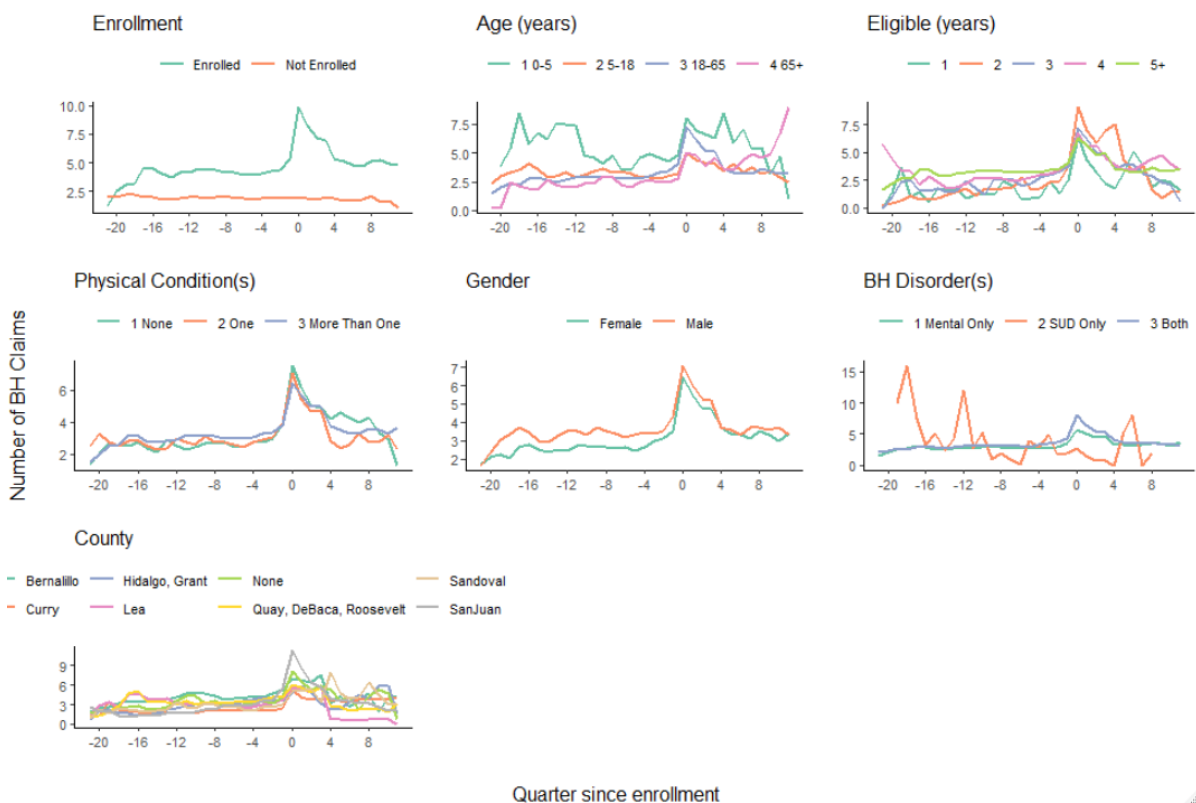 Enrollment
Enrolled Not Enrolled
10.0
7.5
5.0
2.5
-20 -16 -12 -8 -4 0 4 8
Age (years)
1 0-5 2 5-18 3 18-65 4 65+
7.5
5.0
2.5
0.0
-20 -16 -12 -8 -4 0 4 8
Eligible (years)
1 2 3 4 5+
7.5
5.0
2.5
0.0
-20 -16 -12 -8 -4 0 4 8
Number of BH Claims
Physical Condition(s)
1 None 2 One 3 More Than One
6
4
2
-20 -16 -12 -8 -4 0 4 8
Gender
Female Male
7
6
5
4
3
2
-20 -16 -12 -8 -4 0 4 8
BH Disorder(s)
1 Mental Only 2 SUD Only 3 Both
15
10
5
0
-20 -16 -12 -8 -4 0 4 8
County
Bernalillo Hidalgo, Grant None Sandoval
Curry Lea Quay, DeBaca, Roosevelt SanJuan
9
6
3
0
-20 -16 -12 -8 -4 0 4 8
Quarter since enrollment